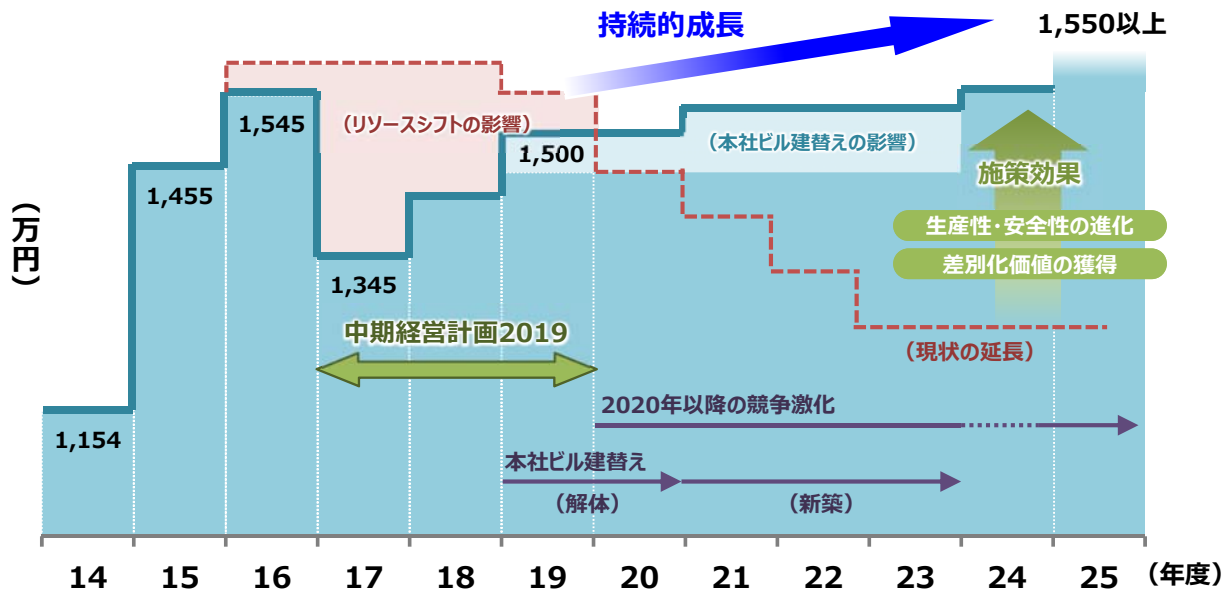 持続的成長
1,550以上
1,545
(リソースシフトの影響)
1,500
(本社ビル建替えの影響)
1,455
施策効果
(万円)
生産性・安全性の進化
差別化価値の獲得
1,345
中期経営計画2019
(現状の延長)
2020年以降の競争激化
1,154
本社ビル建替え
(解体)
(新築)
14 15 16 17 18 19 20 21 22 23 24 25 (年度)